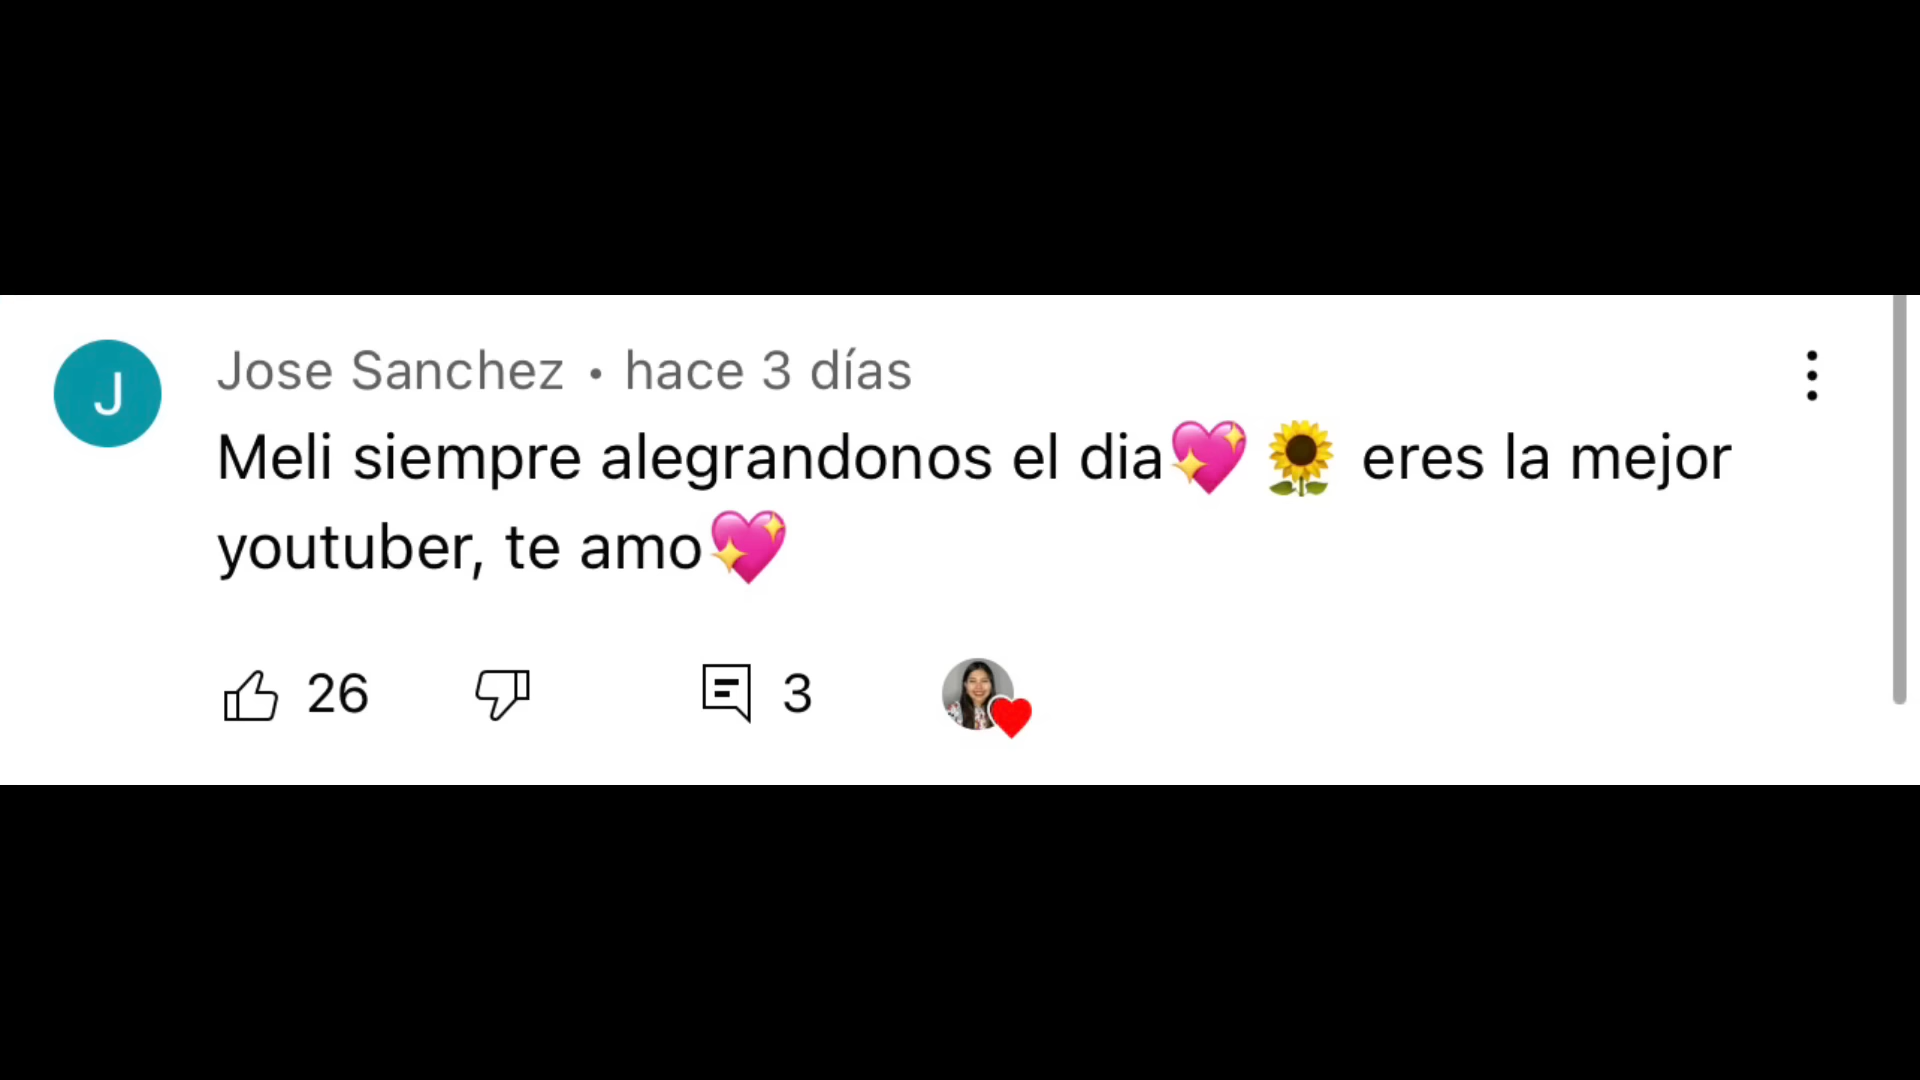 J
Jose Sanchez • hace 3 días
Meli siempre alegrandonos el dia💖🌻 eres la mejor
youtuber, te amo💖
26 3